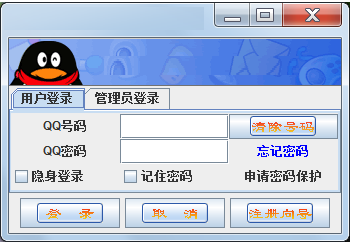 用户登录 管理员登录
QQ号码 清除号码
QQ密码 忘记密码
隐身登录 记住密码 申请密码保护
登 录 取 消 注册向导